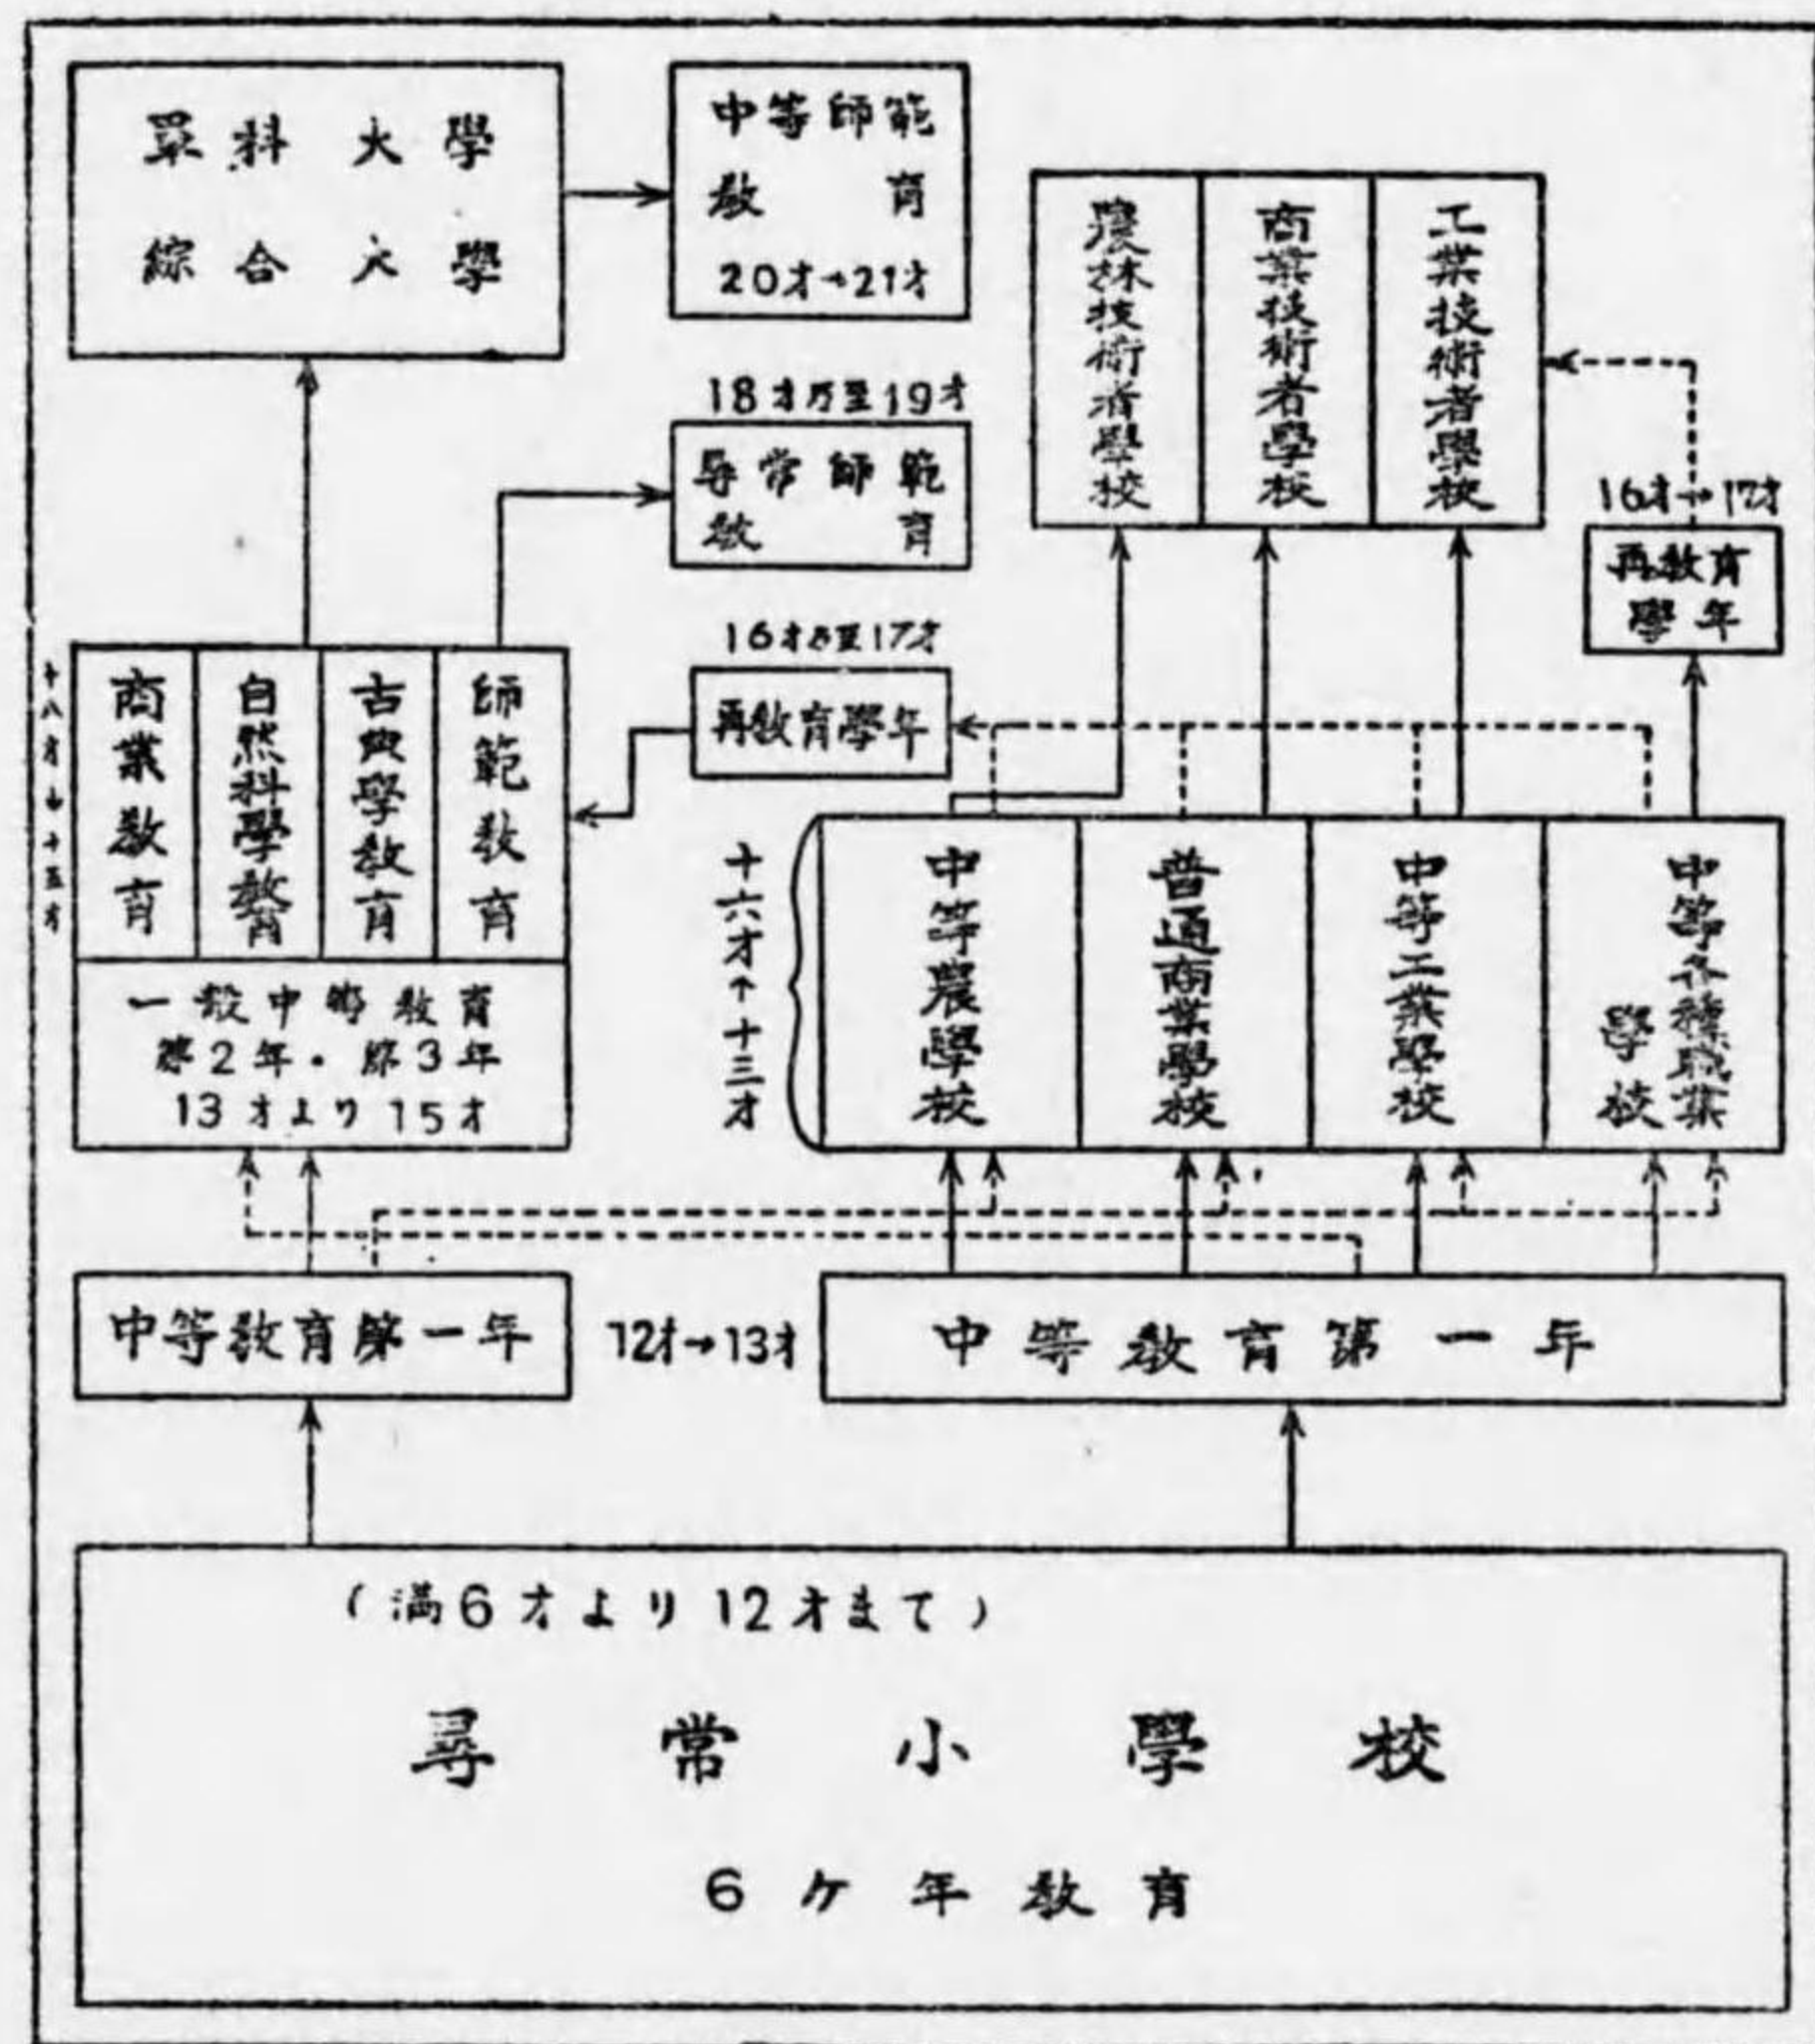 單科大學
綜合大學
中等師範
教育
20才→21才
農林技術者學校
商業技術者學校
工業技術者學校
18才乃至19才
尋常師範
教育
16才→17才
再教育
學年
16才乃至17才
再教育學年
商業教育
自然科學教育
古典學教育
師範教育
一般中等教育
第2年・第3年
13才より15才
十六才↑十三才
中等農學校
普通商業學校
中等工業學校
中等各種職業
學校
中等教育第一年
12才→13才
中等教育第一年
(満6才より12才まて)
尋常小學校
6ヶ年教育